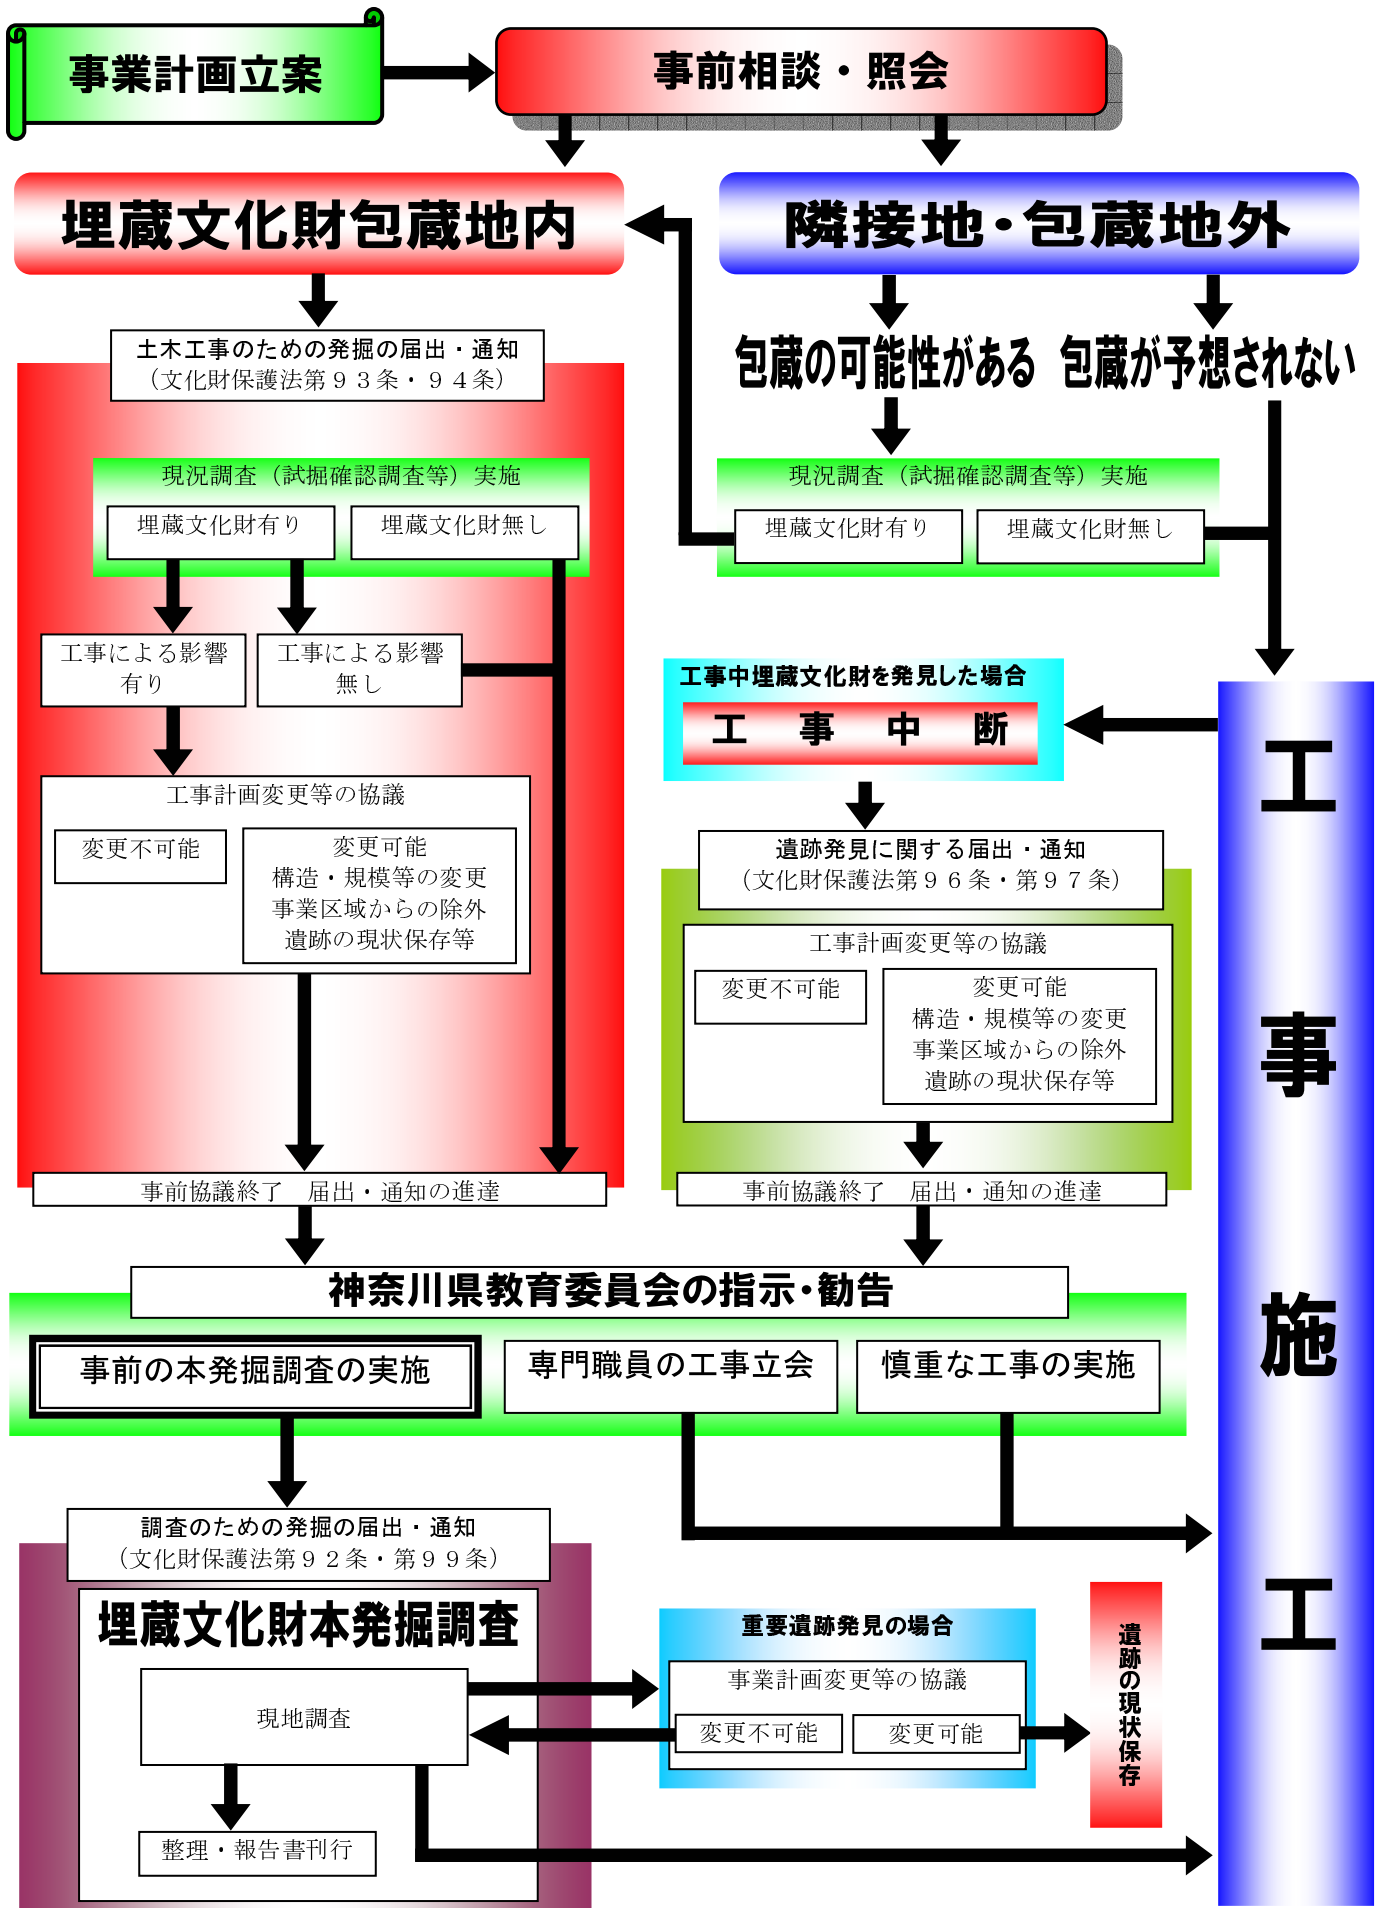 事業計画立案
事前相談・照会
埋蔵文化財包蔵地内
隣接地・包蔵地外
土木工事のための発掘の届出・通知
（文化財保護法第９３条・９４条）
包蔵の可能性がある
包蔵が予想されない
現況調査（試掘確認調査等）実施
埋蔵文化財有り
埋蔵文化財無し
現況調査（試掘確認調査等）実施
埋蔵文化財有り
埋蔵文化財無し
工事による影響
有り
工事による影響
無し
工事計画変更等の協議
変更不可能
変更可能
構造・規模等の変更
事業区域からの除外
遺跡の現状保存等
工事中埋蔵文化財を発見した場合
工事中断
遺跡発見に関する届出・通知
（文化財保護法第９６条・第９７条）
工事計画変更等の協議
変更不可能
変更可能
構造・規模等の変更
事業区域からの除外
遺跡の現状保存等
事前協議終了　届出・通知の進達
事前協議終了　届出・通知の進達
神奈川県教育委員会の指示・勧告
事前の本発掘調査の実施
専門職員の工事立会
慎重な工事の実施
調査のための発掘の届出・通知
（文化財保護法第９２条・第９９条）
埋蔵文化財本発掘調査
現地調査
整理・報告書刊行
重要遺跡発見の場合
事業計画変更等の協議
変更不可能
変更可能
遺跡の現状保存
工事施工